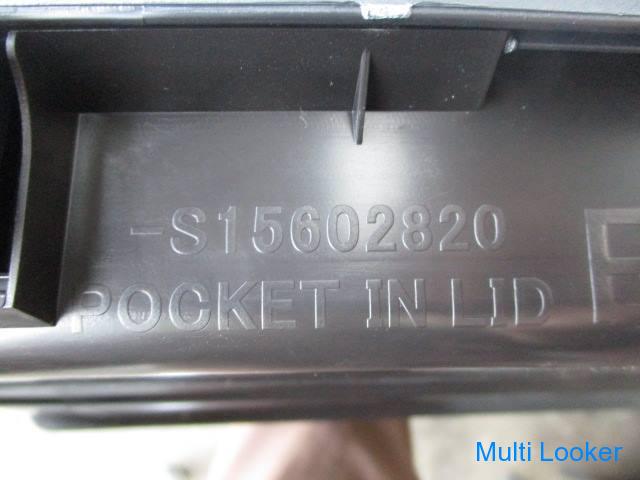 -S15602820
POCKET IN LID
Multi Looker